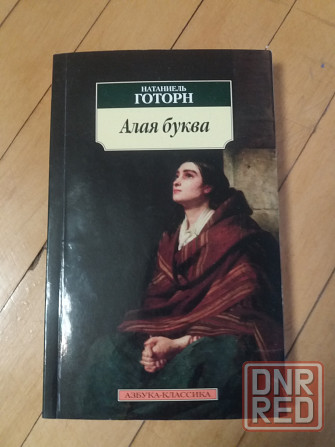 НАТАНИЕЛЬ
ГОТОРН
Алая буква
АЗБУКА-КЛАССИКА
DNR
RED